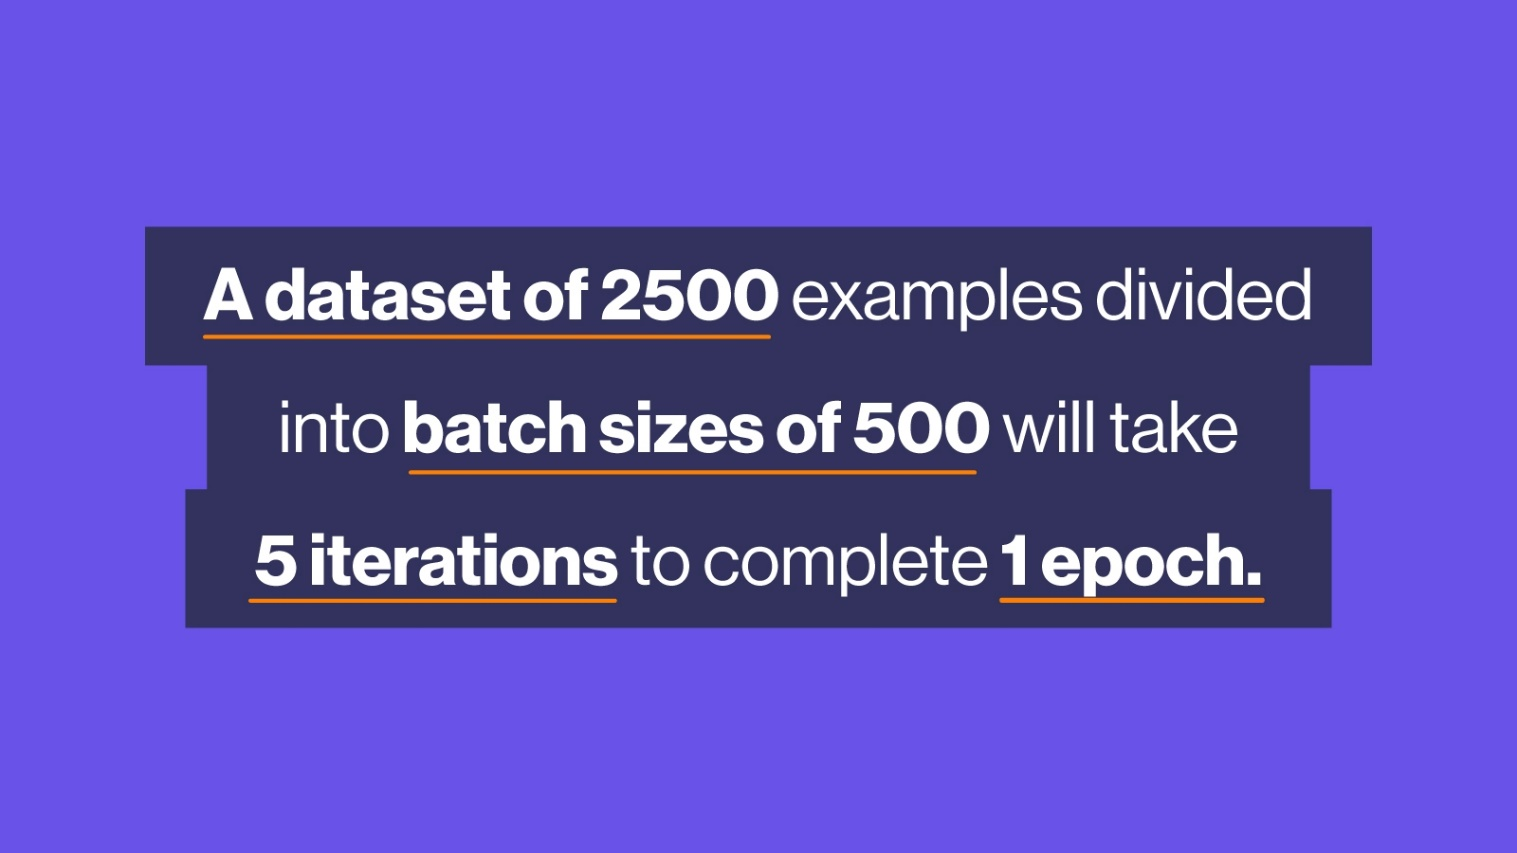 A dataset of 2500 examples divided
into batch sizes of 500 will take
5 iterations to complete 1 epoch.